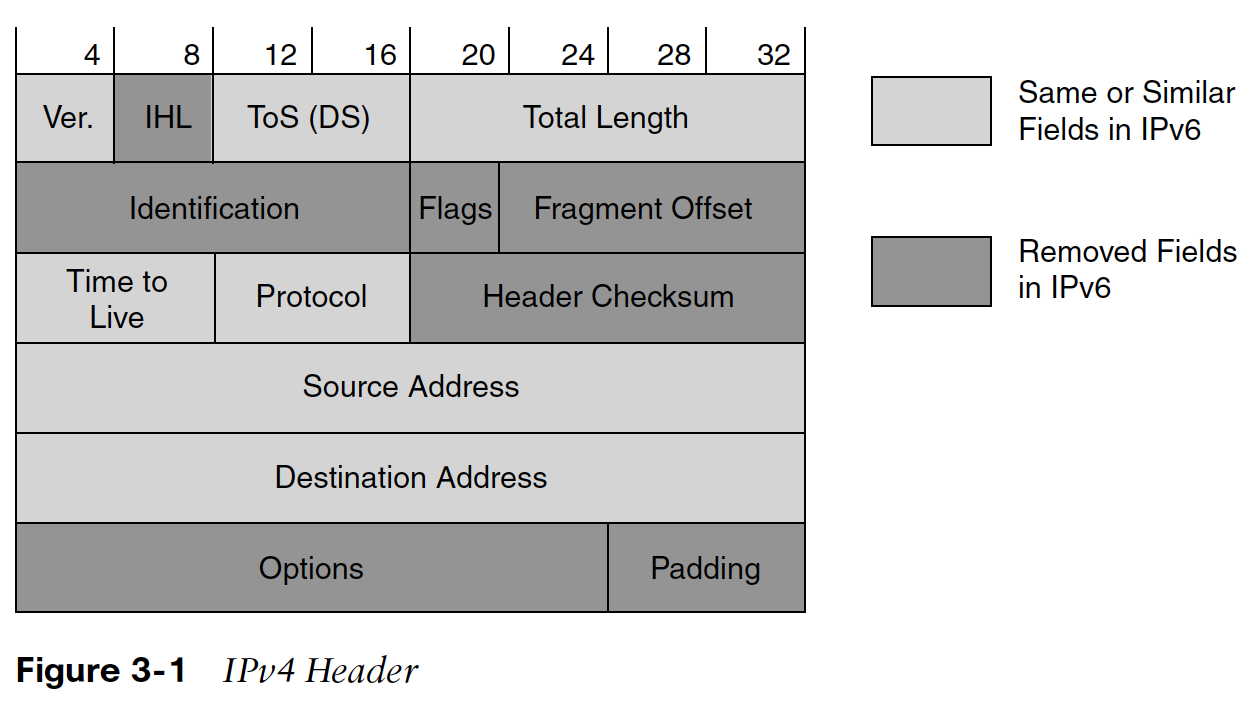 4 8 12 16 20 24 28 32
Ver. IHL ToS (DS) Total Length
Identification Flags Fragment Offset
Time to
Live
Protocol Header Checksum
Source Address
Destination Address
Options Padding
Same or Similar
Fields in IPv6
Removed Fields
in IPv6
Figure 3-1 IPv4 Header